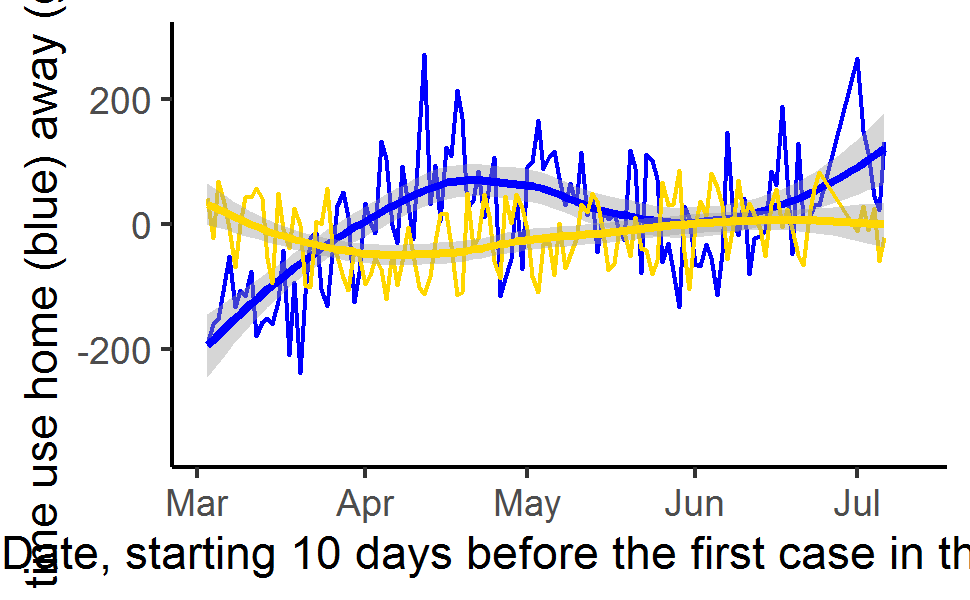 time use home (blue) away (
200
0
-200
Mar Apr May Jun Jul
Date, starting 10 days before the first case in th